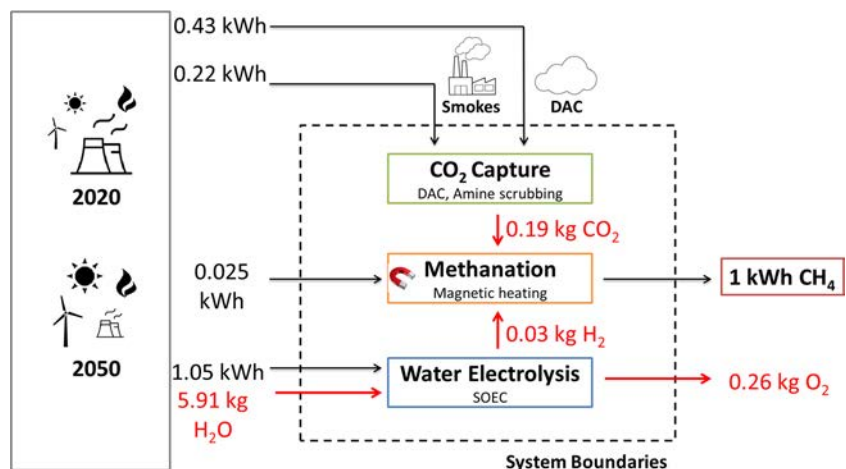 0.43 kWh
0.22 kWh
Smokes
DAC
2020
CO₂ Capture
DAC, Amine scrubbing
0.19 kg CO₂
0.025
kWh
Methanation
Magnetic heating
1 kWh CH₄
0.03 kg H₂
2050
1.05 kWh
5.91 kg
H₂O
Water Electrolysis
SOEC
0.26 kg O₂
System Boundaries